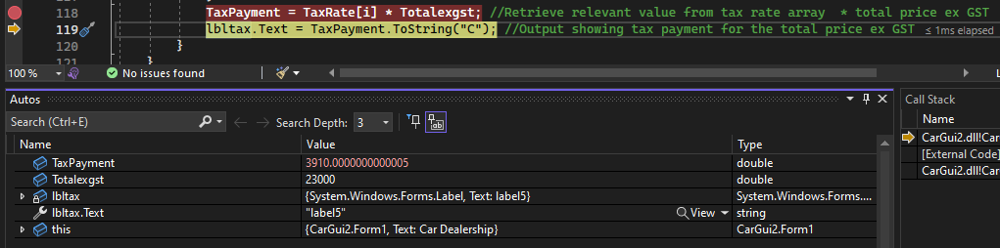 118 TaxPayment = TaxRate[i] * Totalexgst; //Retrieve relevant value from tax rate array  * total price ex GST
119 lbltax.Text = TaxPayment.ToString("C"); //Output showing tax payment for the total price ex GST ≤ 1ms elapsed
120 }
121 }
100 % No issues found
Autos
Search (Ctrl+E) Search Depth: 3
Name Value Type
TaxPayment 3910.0000000000005 double
Totalexgst 23000 double
lbltax {System.Windows.Forms.Label, Text: label5} System.Windows.Forms....
lbltax.Text "label5" View string
this {CarGui2.Form1, Text: Car Dealership} CarGui2.Form1
Call Stack
Name
CarGui2.dll!Car
[External Code]
CarGui2.dll!Car